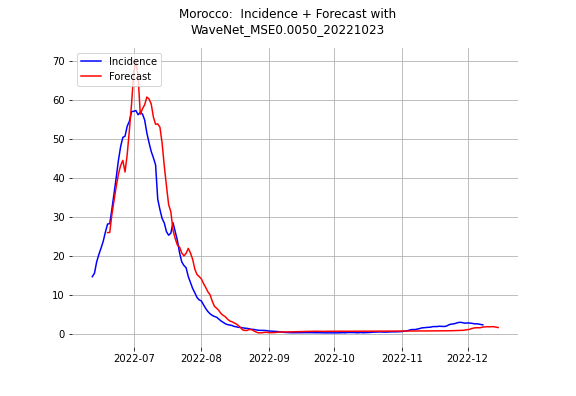 Morocco:  Incidence + Forecast with
WaveNet_MSE0.0050_20221023
Incidence
Forecast
70
60
50
40
30
20
10
0
2022-07 2022-08 2022-09 2022-10 2022-11 2022-12